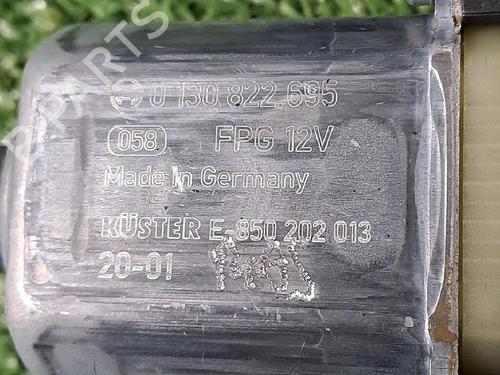 0 130 822 695
058 FPG 12V
Made in Germany
KÜSTER E-850 202 013
20-01